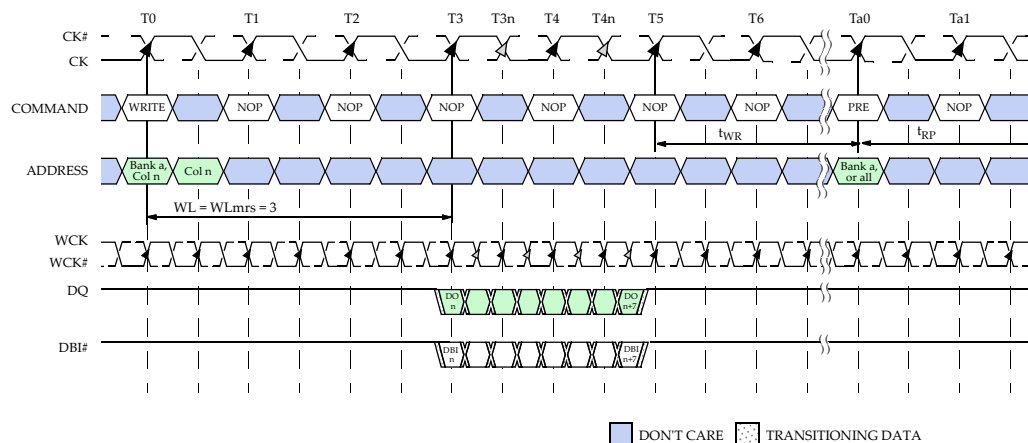 T0 T1 T2 T3 T3n T4 T4n T5 T6 Ta0 Ta1
CK#
CK
COMMAND WRITE NOP NOP NOP NOP NOP NOP PRE NOP
tWR tRP
ADDRESS Bank a, Col n Bank a,
Col n or all
WL = WLmrs = 3
WCK
WCK#
DQ DO DO
n n+7
DBI# DBI DBI
n n+7
DON'T CARE TRANSITIONING DATA